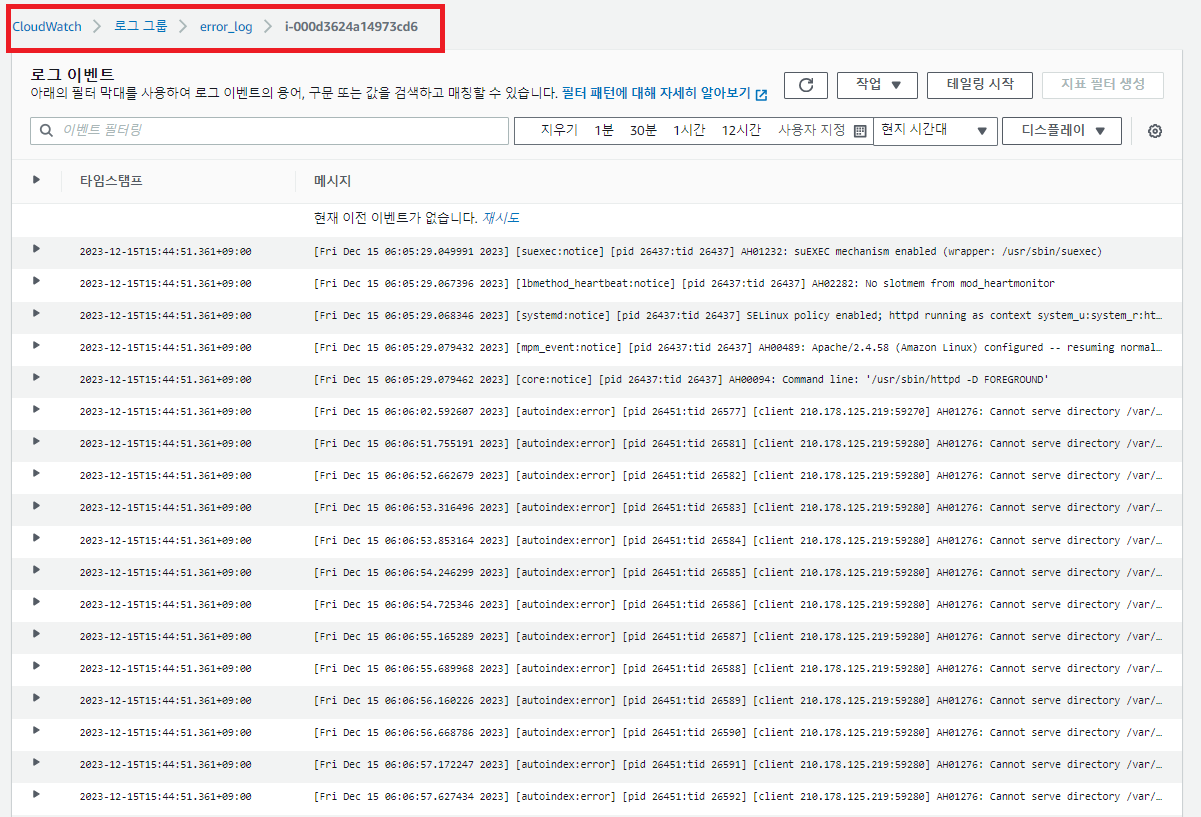 CloudWatch > 로그 그룹 > error_log > i-000d3624a14973cd6
로그 이벤트
아래의 필터 막대를 사용하여 로그 이벤트의 용어, 구문 또는 값을 검색하고 매칭할 수 있습니다. 필터 패턴에 대해 자세히 알아보기
작업 ▼ 테일링 시작 지표 필터 생성
이벤트 필터링 지우기 1분 30분 1시간 12시간 사용자 지정 현지 시간대 ▼ 디스플레이 ▼
타임스탬프 메시지
현재 이전 이벤트가 없습니다. 재시도
2023-12-15T15:44:51.361+09:00 [Fri Dec 15 06:05:29.049991 2023] [suexec:notice] [pid 26437:tid 26437] AH01232: suEXEC mechanism enabled (wrapper: /usr/sbin/suexec)
2023-12-15T15:44:51.361+09:00 [Fri Dec 15 06:05:29.067396 2023] [lbmethod_heartbeat:notice] [pid 26437:tid 26437] AH02282: No slotmem from mod_heartmonitor
2023-12-15T15:44:51.361+09:00 [Fri Dec 15 06:05:29.068346 2023] [systemd:notice] [pid 26437:tid 26437] SELinux policy enabled; httpd running as context system_u:system_r:ht…
2023-12-15T15:44:51.361+09:00 [Fri Dec 15 06:05:29.079432 2023] [mpm_event:notice] [pid 26437:tid 26437] AH00489: Apache/2.4.58 (Amazon Linux) configured -- resuming normal…
2023-12-15T15:44:51.361+09:00 [Fri Dec 15 06:05:29.079462 2023] [core:notice] [pid 26437:tid 26437] AH00094: Command line: '/usr/sbin/httpd -D FOREGROUND'
2023-12-15T15:44:51.361+09:00 [Fri Dec 15 06:06:02.592607 2023] [autoindex:error] [pid 26451:tid 26577] [client 210.178.125.219:59270] AH01276: Cannot serve directory /var/…
2023-12-15T15:44:51.361+09:00 [Fri Dec 15 06:06:51.755191 2023] [autoindex:error] [pid 26451:tid 26581] [client 210.178.125.219:59280] AH01276: Cannot serve directory /var/…
2023-12-15T15:44:51.361+09:00 [Fri Dec 15 06:06:52.662679 2023] [autoindex:error] [pid 26451:tid 26582] [client 210.178.125.219:59280] AH01276: Cannot serve directory /var/…
2023-12-15T15:44:51.361+09:00 [Fri Dec 15 06:06:53.316496 2023] [autoindex:error] [pid 26451:tid 26583] [client 210.178.125.219:59280] AH01276: Cannot serve directory /var/…
2023-12-15T15:44:51.361+09:00 [Fri Dec 15 06:06:53.853164 2023] [autoindex:error] [pid 26451:tid 26584] [client 210.178.125.219:59280] AH01276: Cannot serve directory /var/…
2023-12-15T15:44:51.361+09:00 [Fri Dec 15 06:06:54.246299 2023] [autoindex:error] [pid 26451:tid 26585] [client 210.178.125.219:59280] AH01276: Cannot serve directory /var/…
2023-12-15T15:44:51.361+09:00 [Fri Dec 15 06:06:54.725346 2023] [autoindex:error] [pid 26451:tid 26586] [client 210.178.125.219:59280] AH01276: Cannot serve directory /var/…
2023-12-15T15:44:51.361+09:00 [Fri Dec 15 06:06:55.165289 2023] [autoindex:error] [pid 26451:tid 26587] [client 210.178.125.219:59280] AH01276: Cannot serve directory /var/…
2023-12-15T15:44:51.361+09:00 [Fri Dec 15 06:06:55.689968 2023] [autoindex:error] [pid 26451:tid 26588] [client 210.178.125.219:59280] AH01276: Cannot serve directory /var/…
2023-12-15T15:44:51.361+09:00 [Fri Dec 15 06:06:56.160226 2023] [autoindex:error] [pid 26451:tid 26589] [client 210.178.125.219:59280] AH01276: Cannot serve directory /var/…
2023-12-15T15:44:51.361+09:00 [Fri Dec 15 06:06:56.668786 2023] [autoindex:error] [pid 26451:tid 26590] [client 210.178.125.219:59280] AH01276: Cannot serve directory /var/…
2023-12-15T15:44:51.361+09:00 [Fri Dec 15 06:06:57.172247 2023] [autoindex:error] [pid 26451:tid 26591] [client 210.178.125.219:59280] AH01276: Cannot serve directory /var/…
2023-12-15T15:44:51.361+09:00 [Fri Dec 15 06:06:57.627434 2023] [autoindex:error] [pid 26451:tid 26592] [client 210.178.125.219:59280] AH01276: Cannot serve directory /var/…